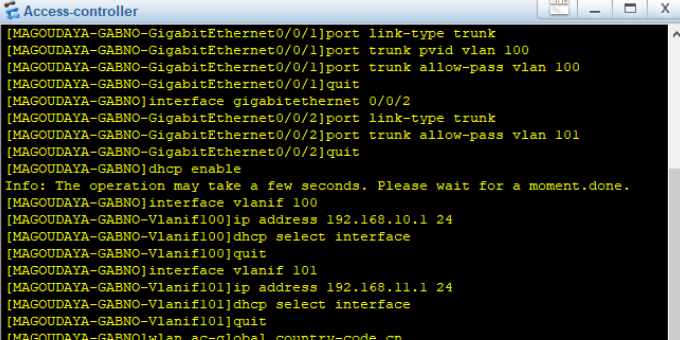 Access-controller
[MAGOUDAYA-GABNO-GigabitEthernet0/0/1]port link-type trunk
[MAGOUDAYA-GABNO-GigabitEthernet0/0/1]port trunk pvid vlan 100
[MAGOUDAYA-GABNO-GigabitEthernet0/0/1]port trunk allow-pass vlan 100
[MAGOUDAYA-GABNO-GigabitEthernet0/0/1]quit
[MAGOUDAYA-GABNO]interface gigabitethernet 0/0/2
[MAGOUDAYA-GABNO-GigabitEthernet0/0/2]port link-type trunk
[MAGOUDAYA-GABNO-GigabitEthernet0/0/2]port trunk allow-pass vlan 101
[MAGOUDAYA-GABNO-GigabitEthernet0/0/2]quit
[MAGOUDAYA-GABNO]dhcp enable
Info: The operation may take a few seconds. Please wait for a moment.done.
[MAGOUDAYA-GABNO]interface vlanif 100
[MAGOUDAYA-GABNO-Vlanif100]ip address 192.168.10.1 24
[MAGOUDAYA-GABNO-Vlanif100]dhcp select interface
[MAGOUDAYA-GABNO-Vlanif100]quit
[MAGOUDAYA-GABNO]interface vlanif 101
[MAGOUDAYA-GABNO-Vlanif101]ip address 192.168.11.1 24
[MAGOUDAYA-GABNO-Vlanif101]dhcp select interface
[MAGOUDAYA-GABNO-Vlanif101]quit
[MAGOUDAYA-GABNO]wlan ac-global country-code cn